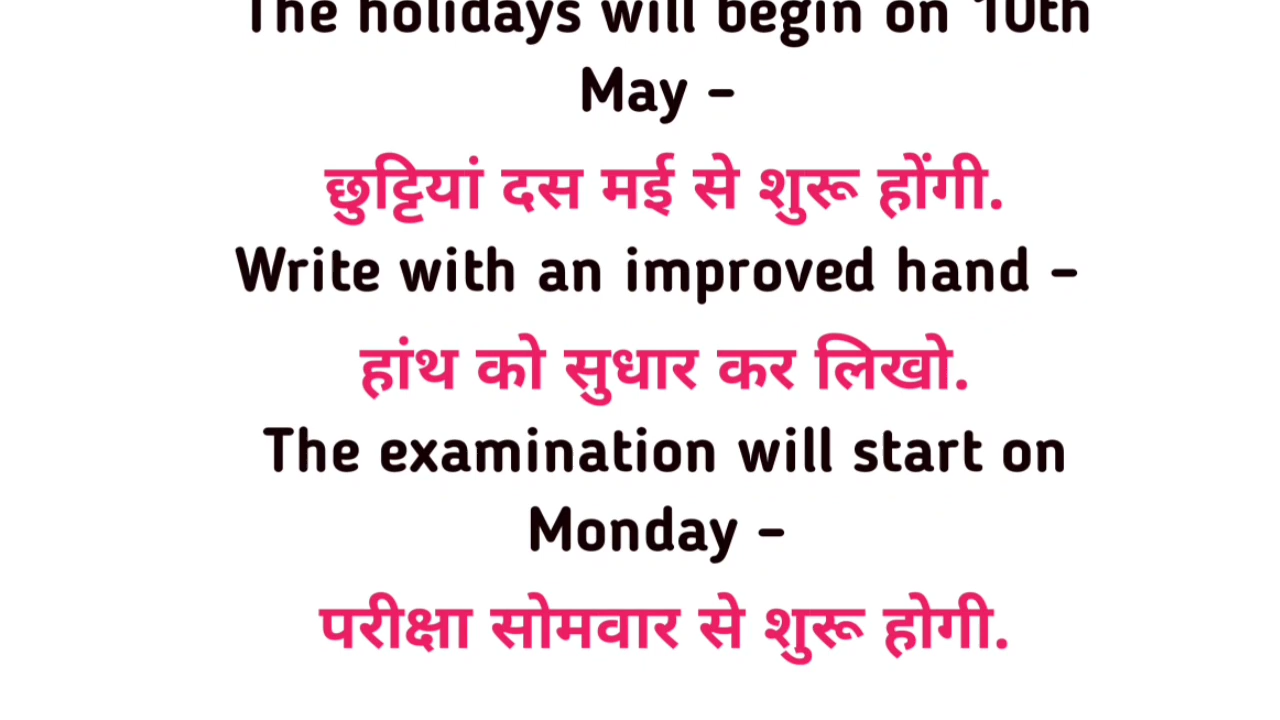 The holidays will begin on 10th
May –
छुट्टियां दस मई से शुरू होंगी.
Write with an improved hand –
हांथ को सुधार कर लिखो.
The examination will start on
Monday –
परीक्षा सोमवार से शुरू होगी.